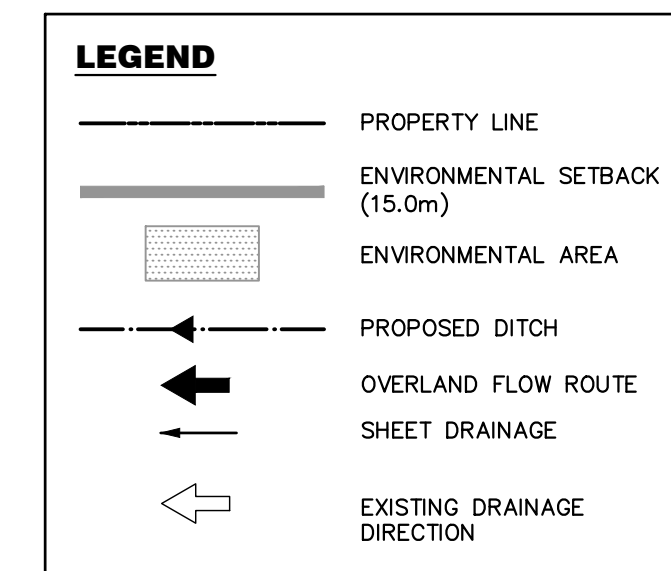 LEGEND
PROPERTY LINE
ENVIRONMENTAL SETBACK
(15.0m)
ENVIRONMENTAL AREA
PROPOSED DITCH
OVERLAND FLOW ROUTE
SHEET DRAINAGE
EXISTING DRAINAGE
DIRECTION